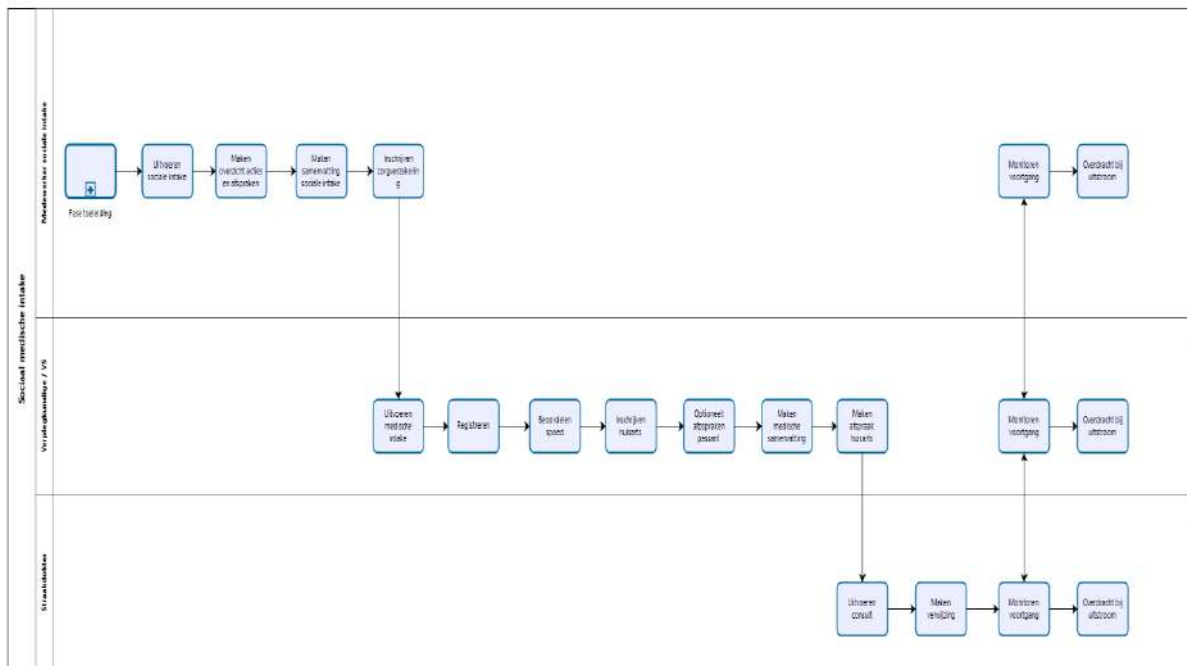 Sociaal medische intake
Medewerker sociale intake
Fase toeleiding
Uitvoeren
sociale intake
Maken
overzicht acties
en afspraken
Maken
samenvatting
sociale intake
Inschrijven
zorgverzekerin
g
Monitoren
voortgang
Overdracht bij
uitstroom
Verpleegkundige / VS
Uitvoeren
medische
intake
Registreren
Beoordelen
spoed
Inschrijven
huisarts
Optioneel:
afspraken
passant
Maken
medische
samenvatting
Maken
afspraak
huisarts
Monitoren
voortgang
Overdracht bij
uitstroom
Straatdokter
Uitvoeren
consult
Maken
verwijzing
Monitoren
voortgang
Overdracht bij
uitstroom